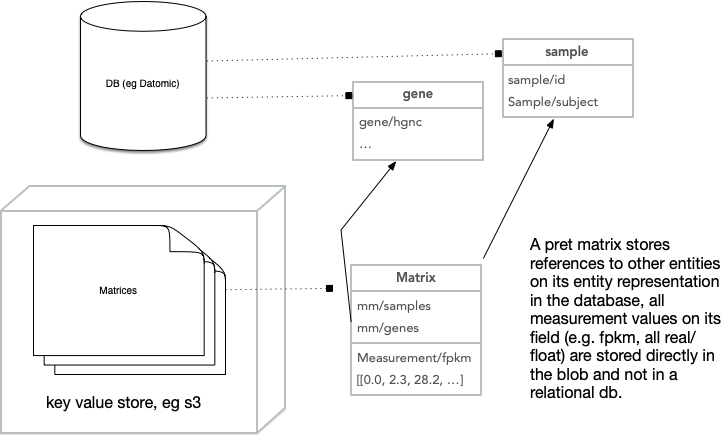 sample
sample/id
Sample/subject
DB (eg Datomic)
gene
gene/hgnc
…
Matrices
key value store, eg s3
Matrix
mm/samples
mm/genes
Measurement/fpkm
[[0.0, 2.3, 28.2, …]
A pret matrix stores
references to other entities
on its entity representation
in the database, all
measurement values on its
field (e.g. fpkm, all real/
float) are stored directly in
the blob and not in a
relational db.